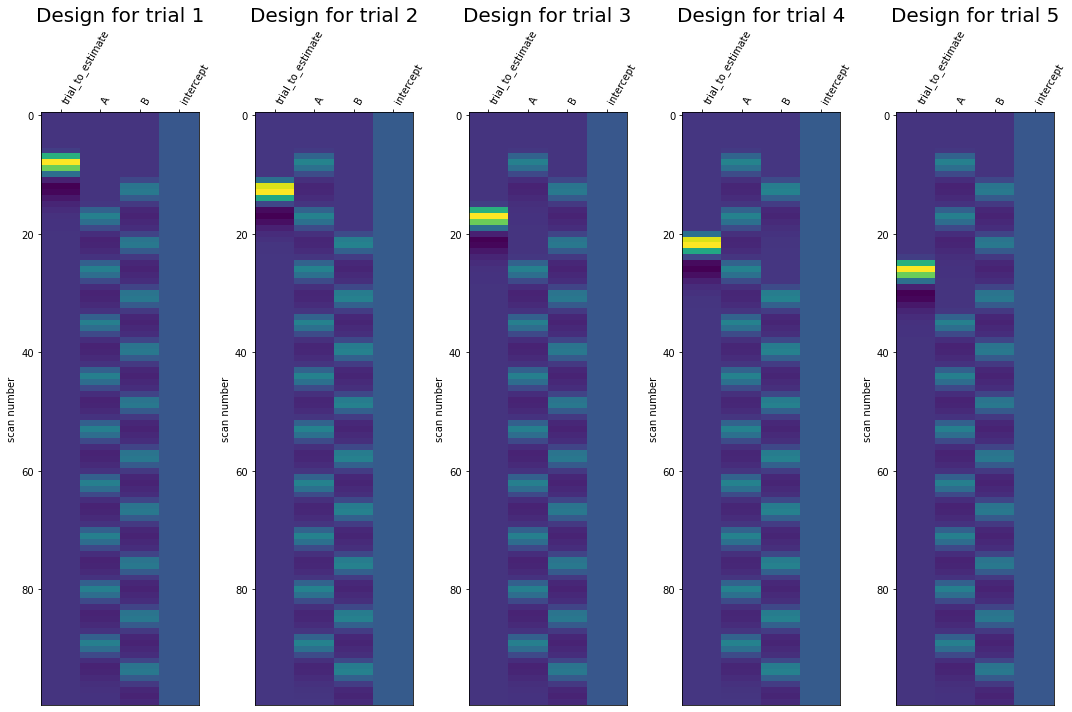 Design for trial 1
trial_to_estimate
A
B
intercept
0
20
40
60
80
scan number
Design for trial 2
trial_to_estimate
A
B
intercept
0
20
40
60
80
scan number
Design for trial 3
trial_to_estimate
A
B
intercept
0
20
40
60
80
scan number
Design for trial 4
trial_to_estimate
A
B
intercept
0
20
40
60
80
scan number
Design for trial 5
trial_to_estimate
A
B
intercept
0
20
40
60
80
scan number